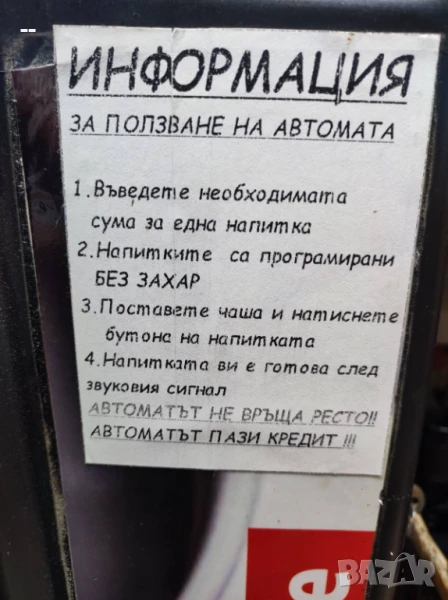 ИНФОРМАЦИЯ
ЗА ПОЛЗВАНЕ НА АВТОМАТА
1.Въведете необходимата
сума за една напитка
2.Напитките са програмирани
БЕЗ ЗАХАР
3.Поставете чаша и натиснете
бутона на напитката
4.Напитката ви е готова след
звуковия сигнал
АВТОМАТЪТ НЕ ВРЪЩА РЕСТО!!
АВТОМАТЪТ ПАЗИ КРЕДИТ !!!
e
BAZAR